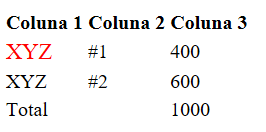 Coluna 1 Coluna 2 Coluna 3
XYZ #1 400
XYZ #2 600
Total 1000